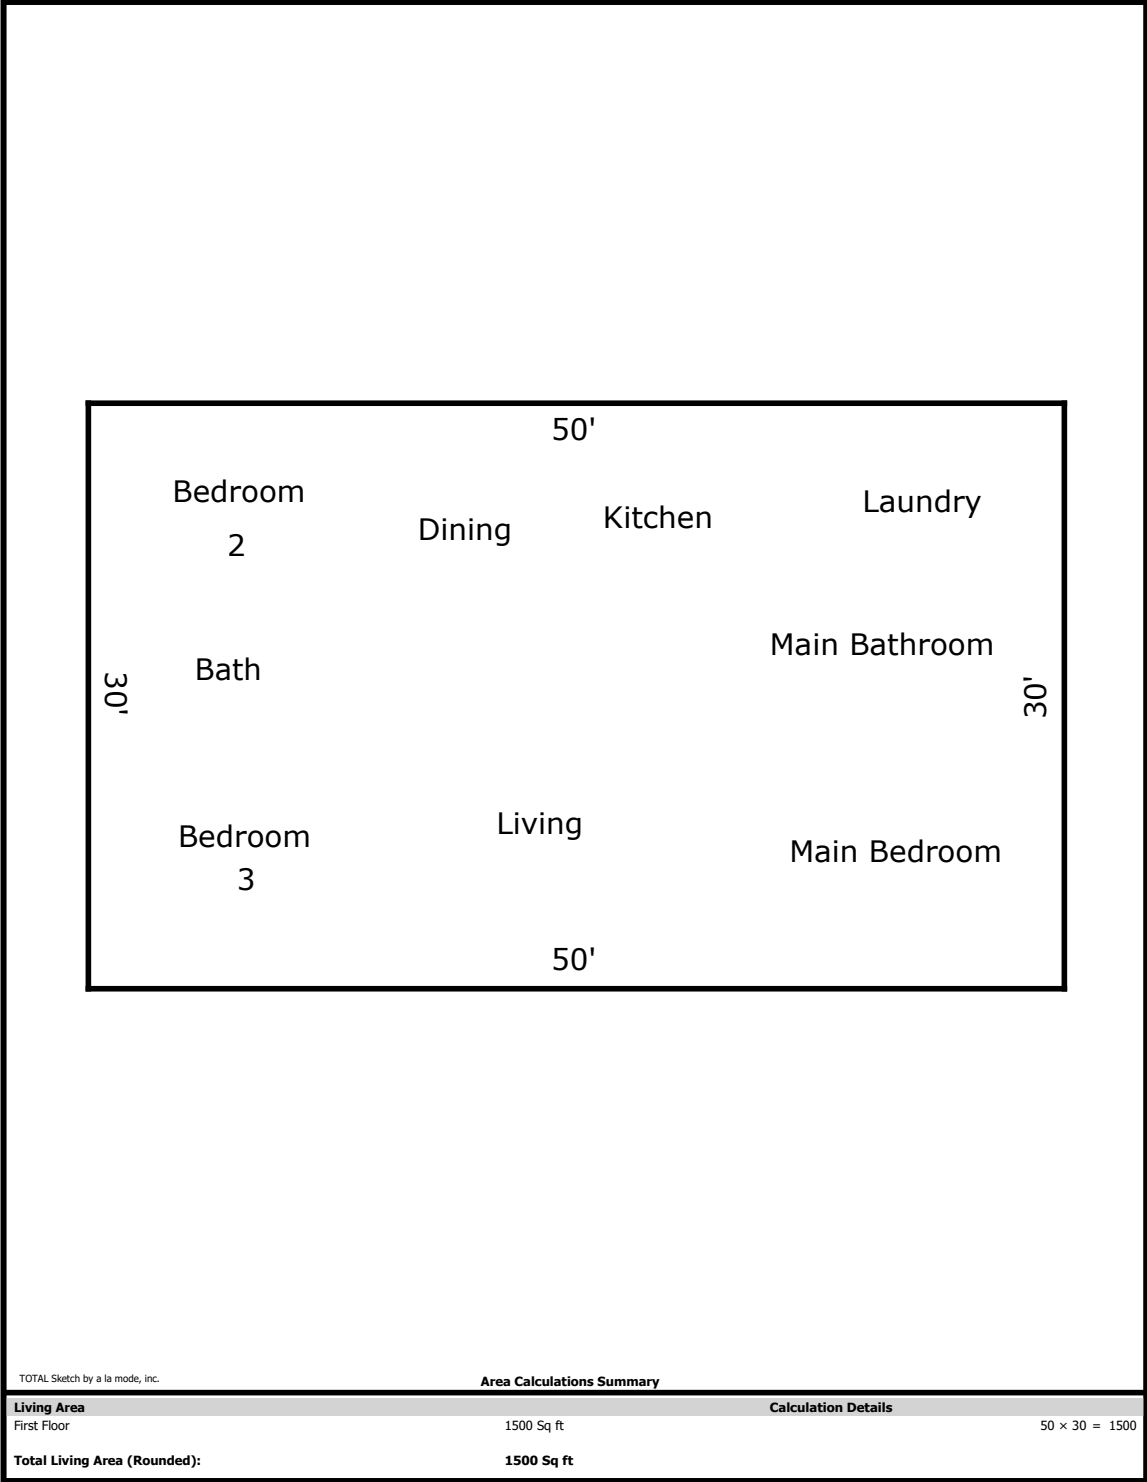 50'
Bedroom
2
Dining
Kitchen
Laundry
Main Bathroom
Bath
30'
30'
Living
Bedroom
3
Main Bedroom
50'
TOTAL Sketch by a la mode, inc.
Area Calculations Summary
Living Area Calculation Details
First Floor 1500 Sq ft 50 × 30 = 1500
Total Living Area (Rounded): 1500 Sq ft